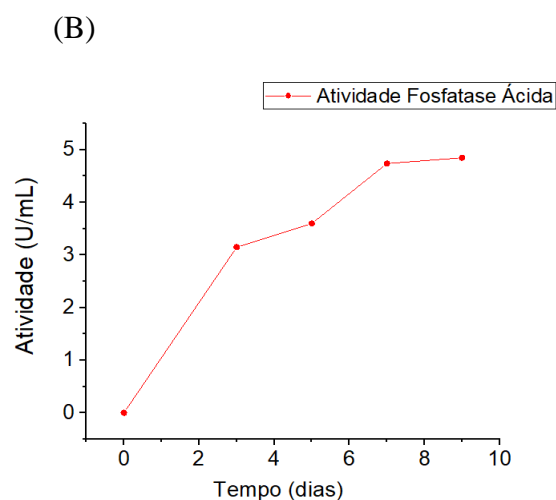 (B)
Atividade Fosfatase Ácida
5
4
3
2
1
0
Atividade (U/mL)
0 2 4 6 8 10
Tempo (dias)